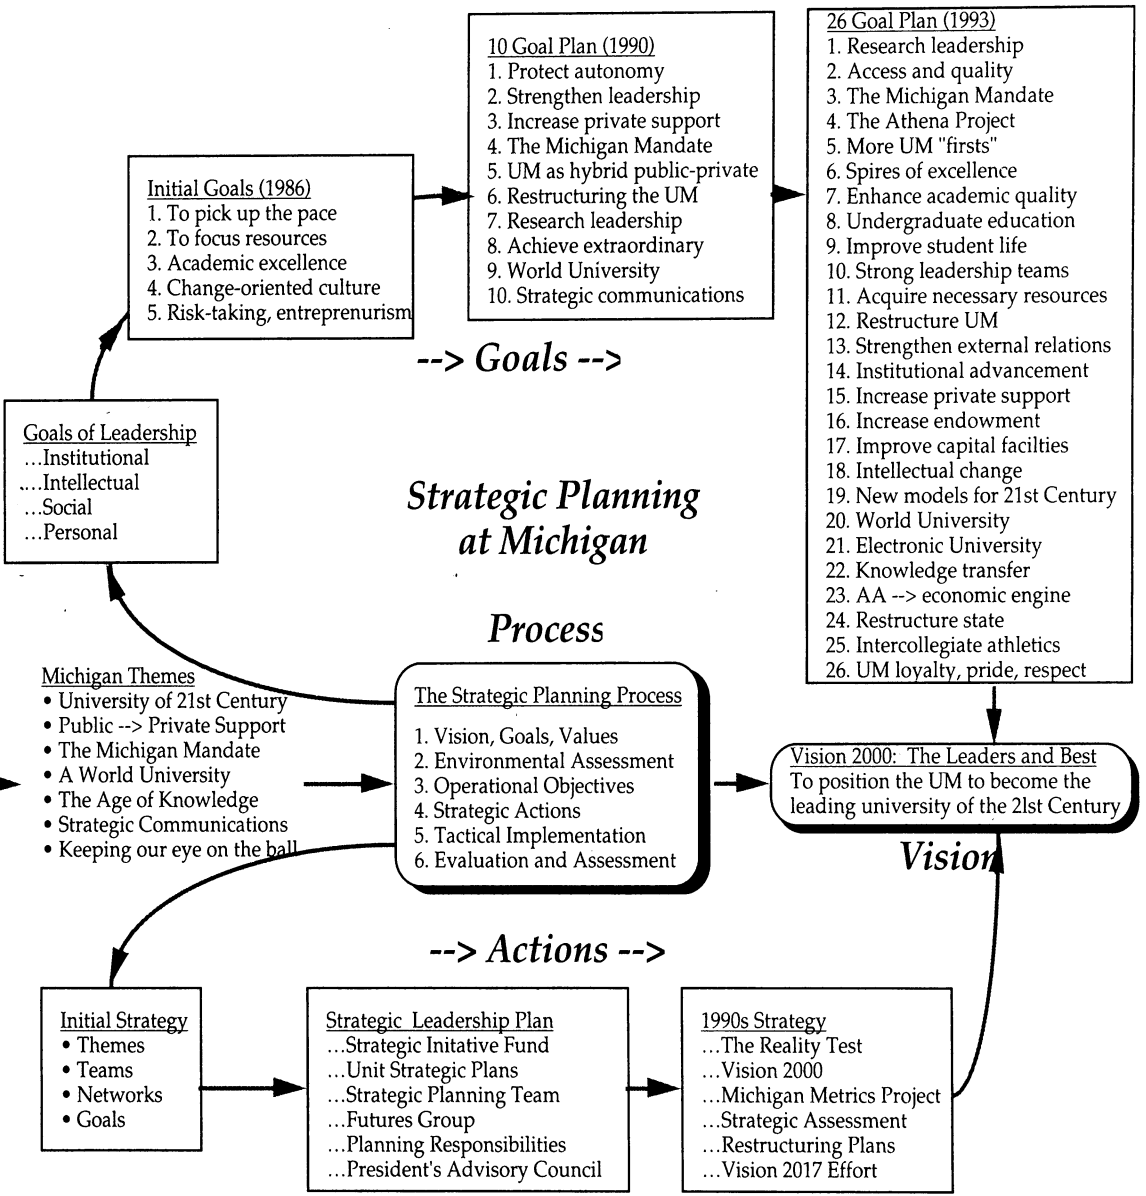 10 Goal Plan (1990)
1. Protect autonomy
2. Strengthen leadership
3. Increase private support
4. The Michigan Mandate
5. UM as hybrid public-private
6. Restructuring the UM
7. Research leadership
8. Achieve extraordinary
9. World University
10. Strategic communications
26 Goal Plan (1993)
1. Research leadership
2. Access and quality
3. The Michigan Mandate
4. The Athena Project
5. More UM "firsts"
6. Spires of excellence
7. Enhance academic quality
8. Undergraduate education
9. Improve student life
10. Strong leadership teams
11. Acquire necessary resources
12. Restructure UM
13. Strengthen external relations
14. Institutional advancement
15. Increase private support
16. Increase endowment
17. Improve capital facilties
18. Intellectual change
19. New models for 21st Century
20. World University
21. Electronic University
22. Knowledge transfer
23. AA --> economic engine
24. Restructure state
25. Intercollegiate athletics
26. UM loyalty, pride, respect
Initial Goals (1986)
1. To pick up the pace
2. To focus resources
3. Academic excellence
4. Change-oriented culture
5. Risk-taking, entreprenurism
--> Goals -->
Goals of Leadership
...Institutional
...Intellectual
...Social
...Personal
Strategic Planning
at Michigan
Process
Michigan Themes
• University of 21st Century
• Public --> Private Support
• The Michigan Mandate
• A World University
• The Age of Knowledge
• Strategic Communications
• Keeping our eye on the ball
The Strategic Planning Process
1. Vision, Goals, Values
2. Environmental Assessment
3. Operational Objectives
4. Strategic Actions
5. Tactical Implementation
6. Evaluation and Assessment
Vision 2000: The Leaders and Best
To position the UM to become the
leading university of the 21st Century
Vision
--> Actions -->
Initial Strategy
• Themes
• Teams
• Networks
• Goals
Strategic Leadership Plan
...Strategic Initative Fund
...Unit Strategic Plans
...Strategic Planning Team
...Futures Group
...Planning Responsibilities
...President's Advisory Council
1990s Strategy
...The Reality Test
...Vision 2000
...Michigan Metrics Project
...Strategic Assessment
...Restructuring Plans
...Vision 2017 Effort